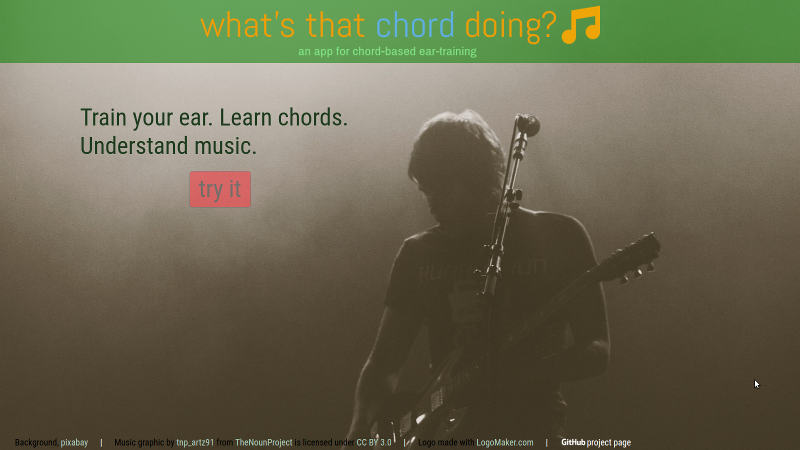 what's that chord doing?
an app for chord-based ear-training
Train your ear. Learn chords.
Understand music.
try it
Background pixabay | Music graphic by tnp_artz91 from TheNounProject is licensed under CC BY 3.0 | Logo made with LogoMaker.com | GitHub project page